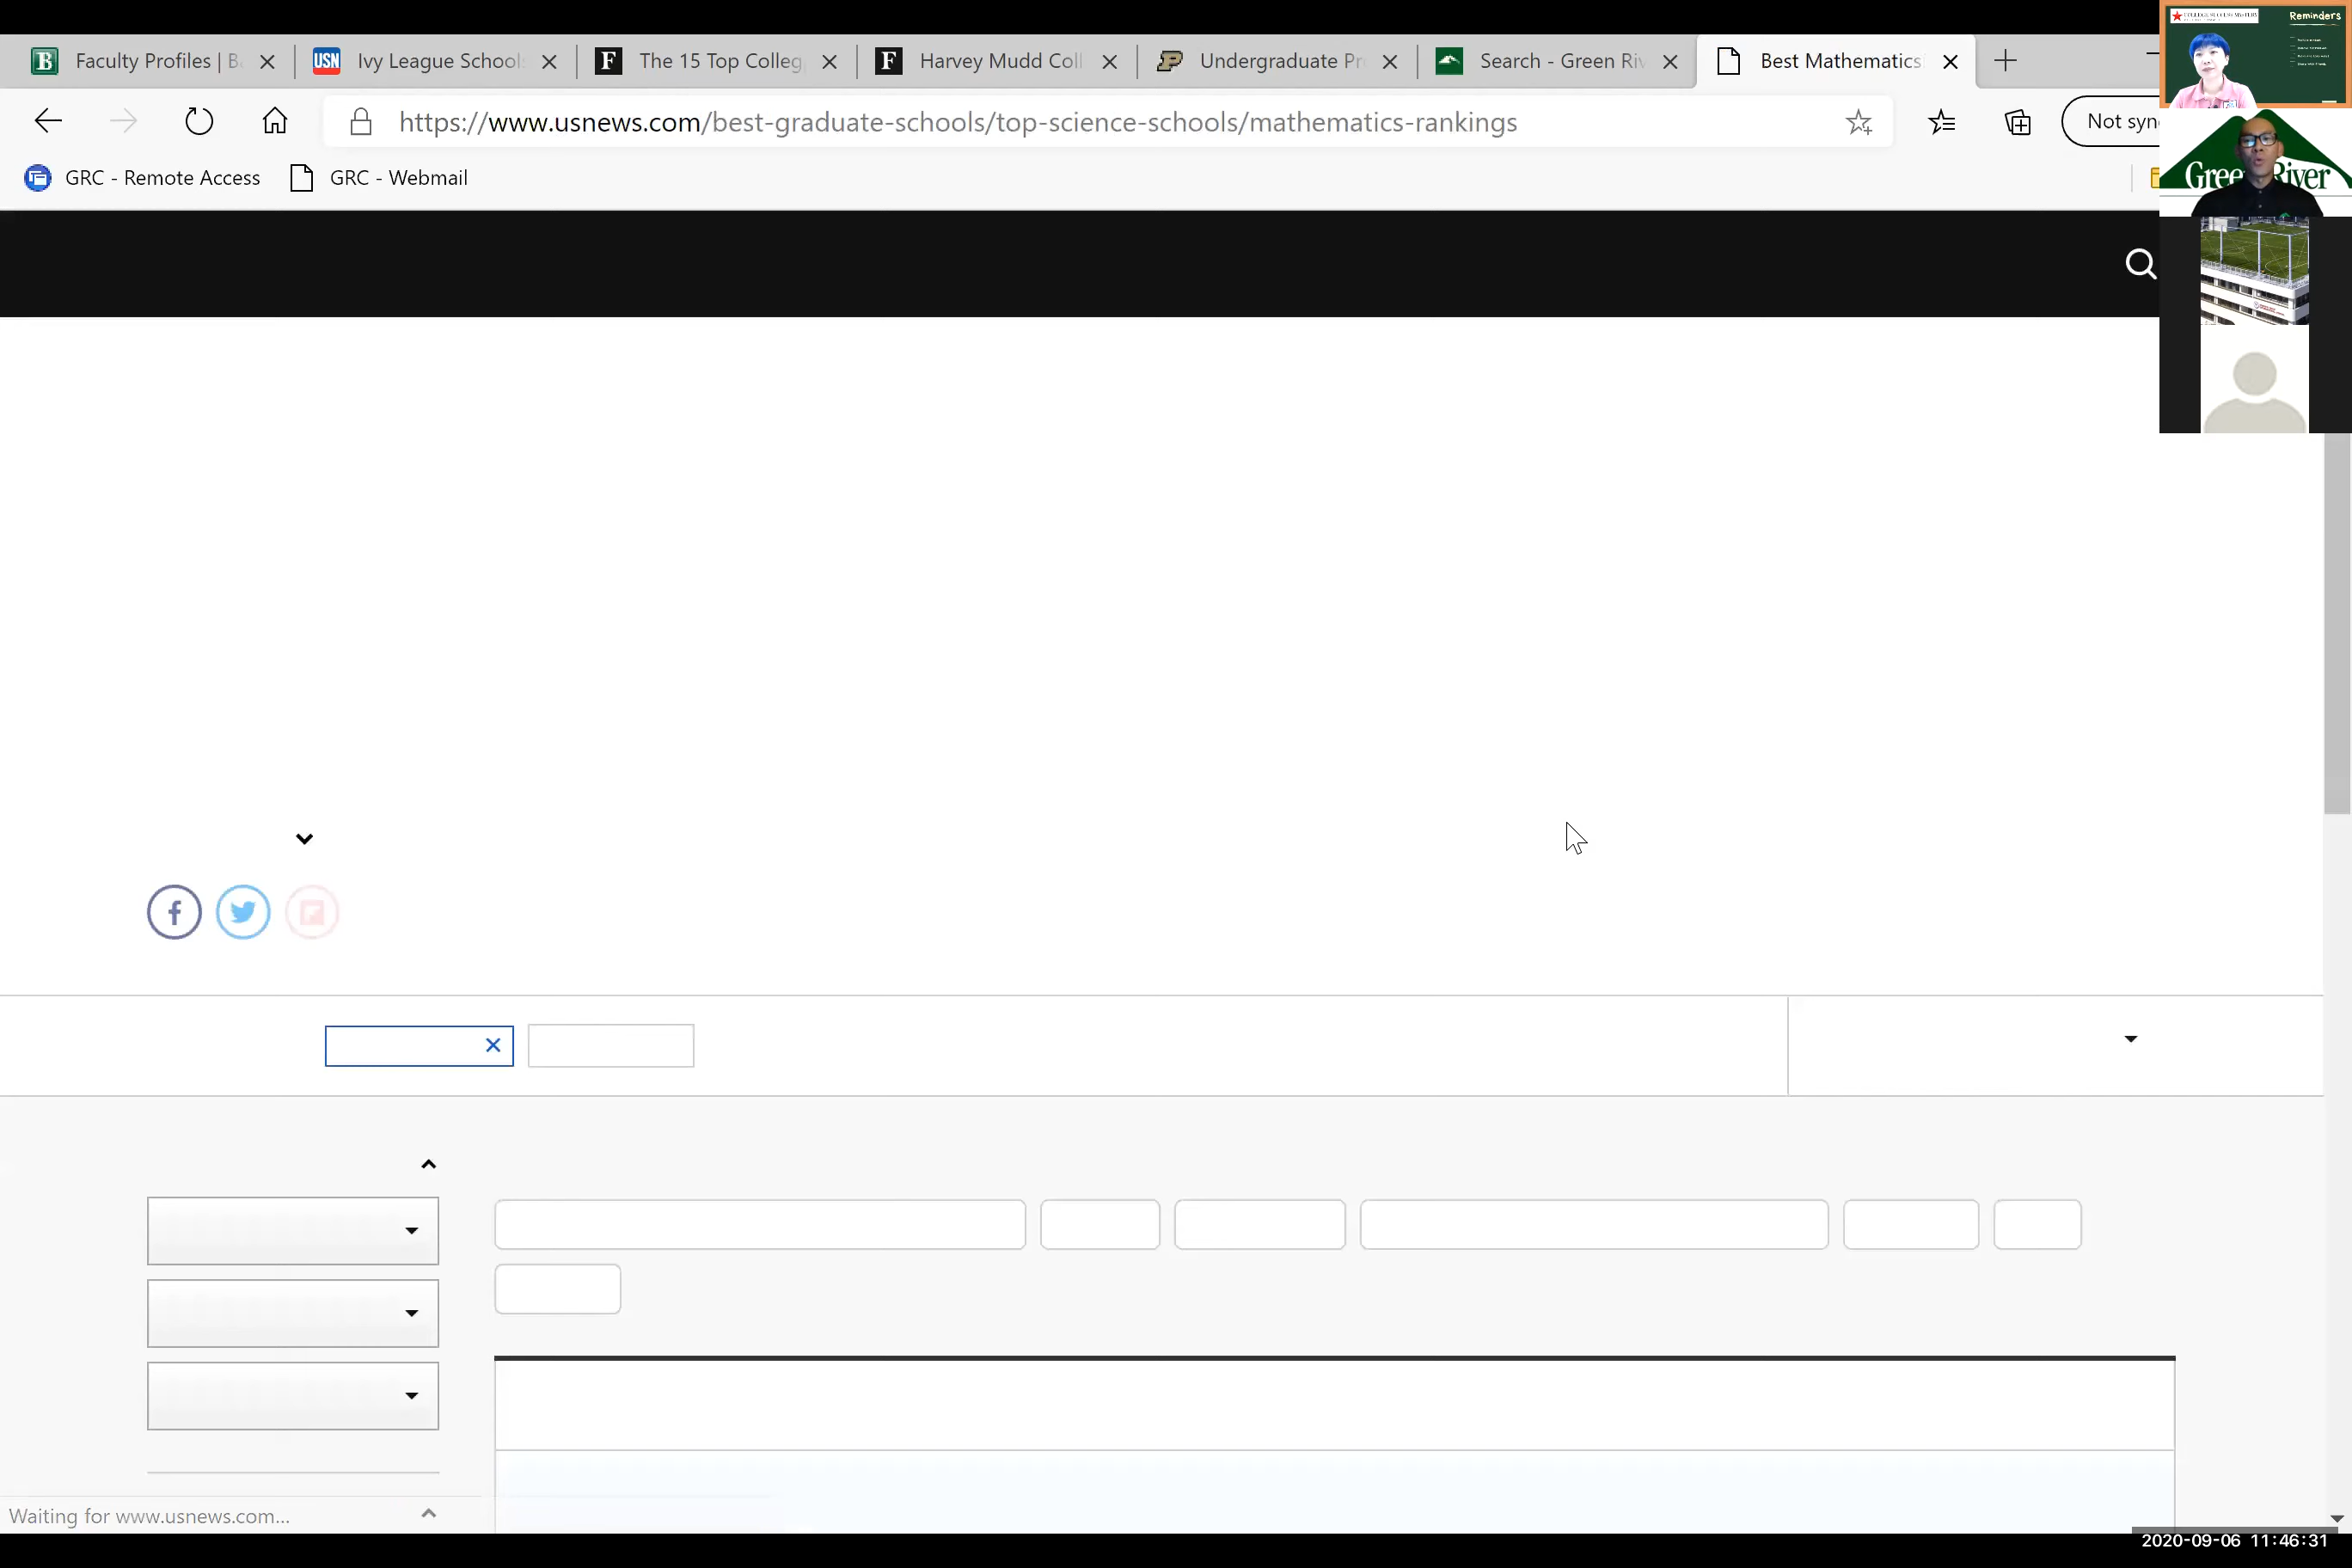 B Faculty Profiles | B
USN Ivy League School
F The 15 Top Colleg
F Harvey Mudd Coll
P Undergraduate Pr
Search - Green Riv
Best Mathematics
https://www.usnews.com/best-graduate-schools/top-science-schools/mathematics-rankings
Not syn
GRC - Remote Access
GRC - Webmail
Reminders
Green River
Waiting for www.usnews.com...
2020-09-06 11:46:31